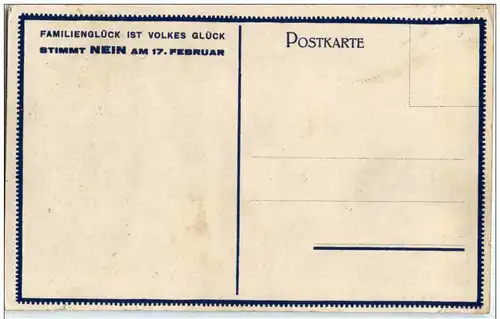 FAMILIENGLÜCK IST VOLKES GLÜCK
STIMMT NEIN AM 17. FEBRUAR
POSTKARTE